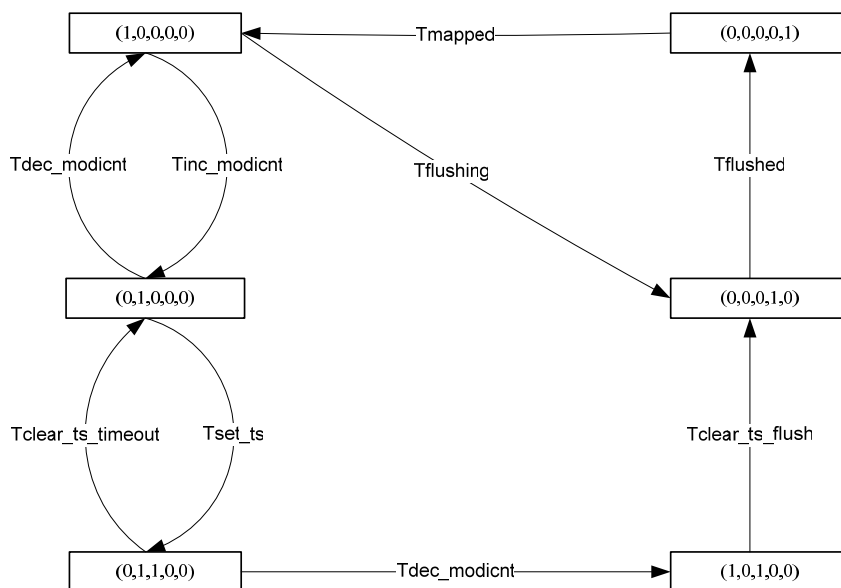 (1,0,0,0,0)
Tmapped
(0,0,0,0,1)
Tdec_modicnt
Tinc_modicnt
Tflushing
Tflushed
(0,1,0,0,0)
(0,0,0,1,0)
Tclear_ts_timeout
Tset_ts
Tclear_ts_flush
(0,1,1,0,0)
Tdec_modicnt
(1,0,1,0,0)